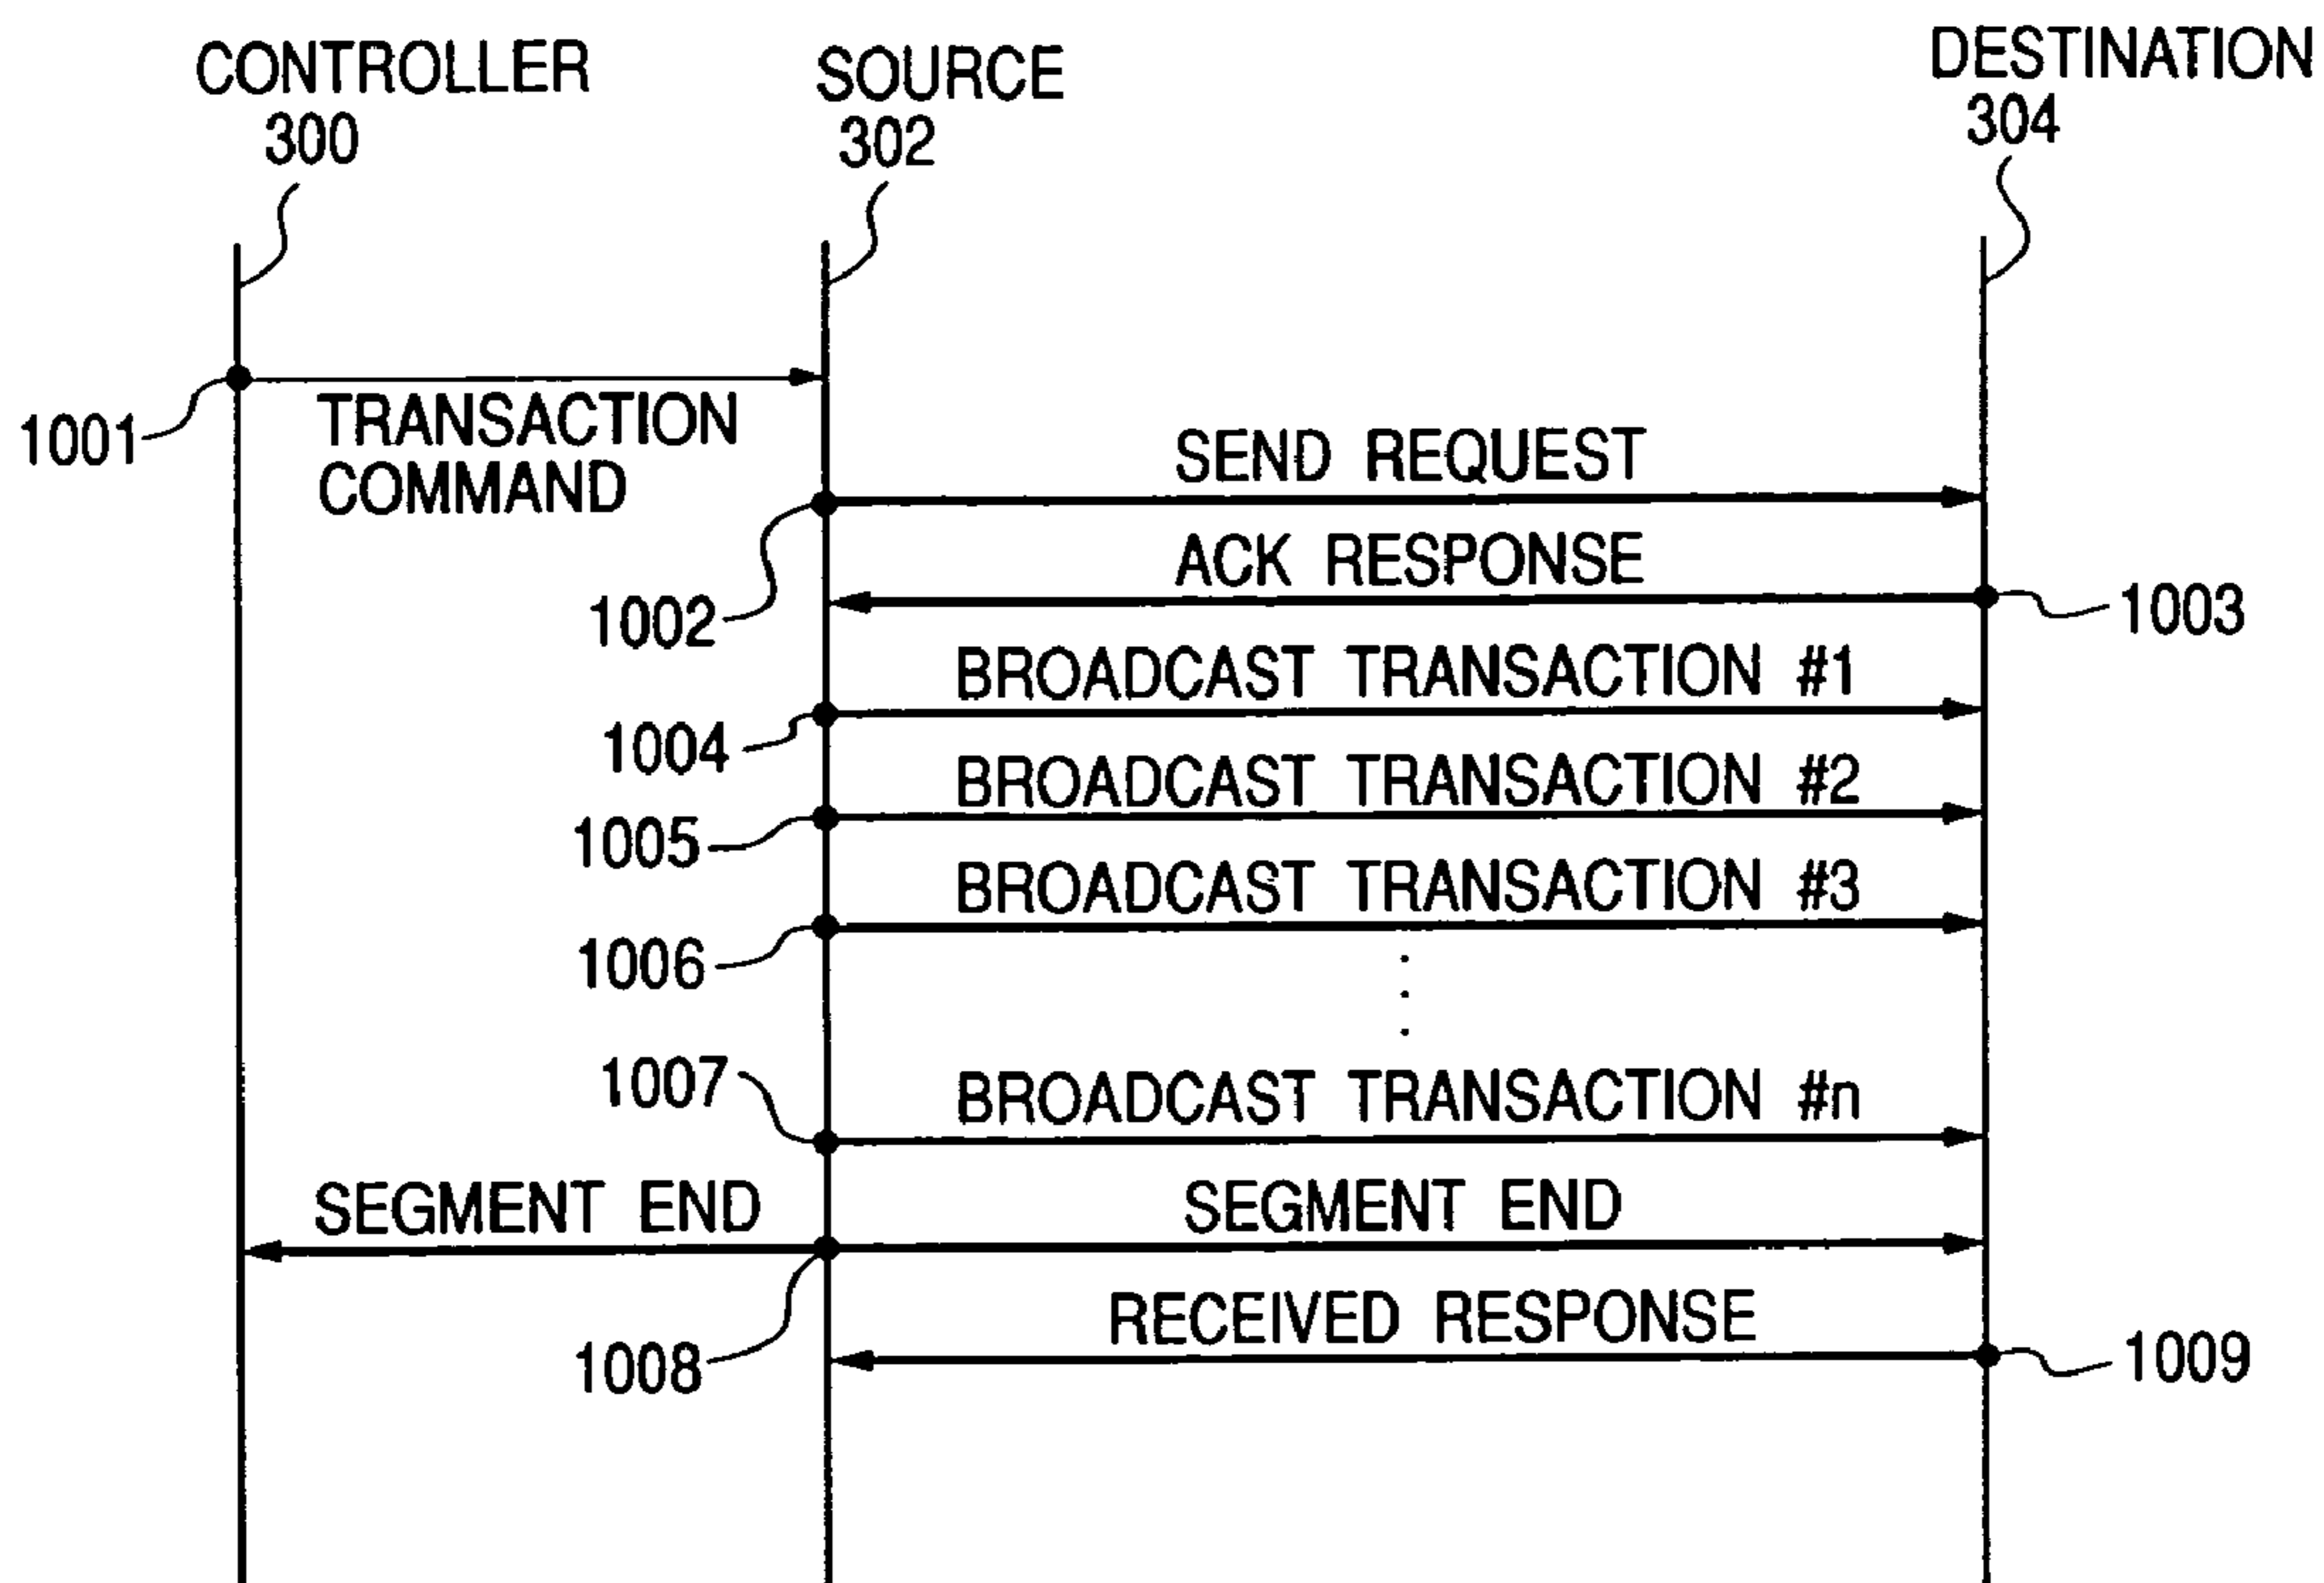 CONTROLLER
300
SOURCE
302
DESTINATION
304
1001
TRANSACTION
COMMAND
SEND REQUEST
1002
ACK RESPONSE
1003
BROADCAST TRANSACTION #1
1004
BROADCAST TRANSACTION #2
1005
BROADCAST TRANSACTION #3
1006
1007
BROADCAST TRANSACTION #n
SEGMENT END
SEGMENT END
1008
RECEIVED RESPONSE
1009